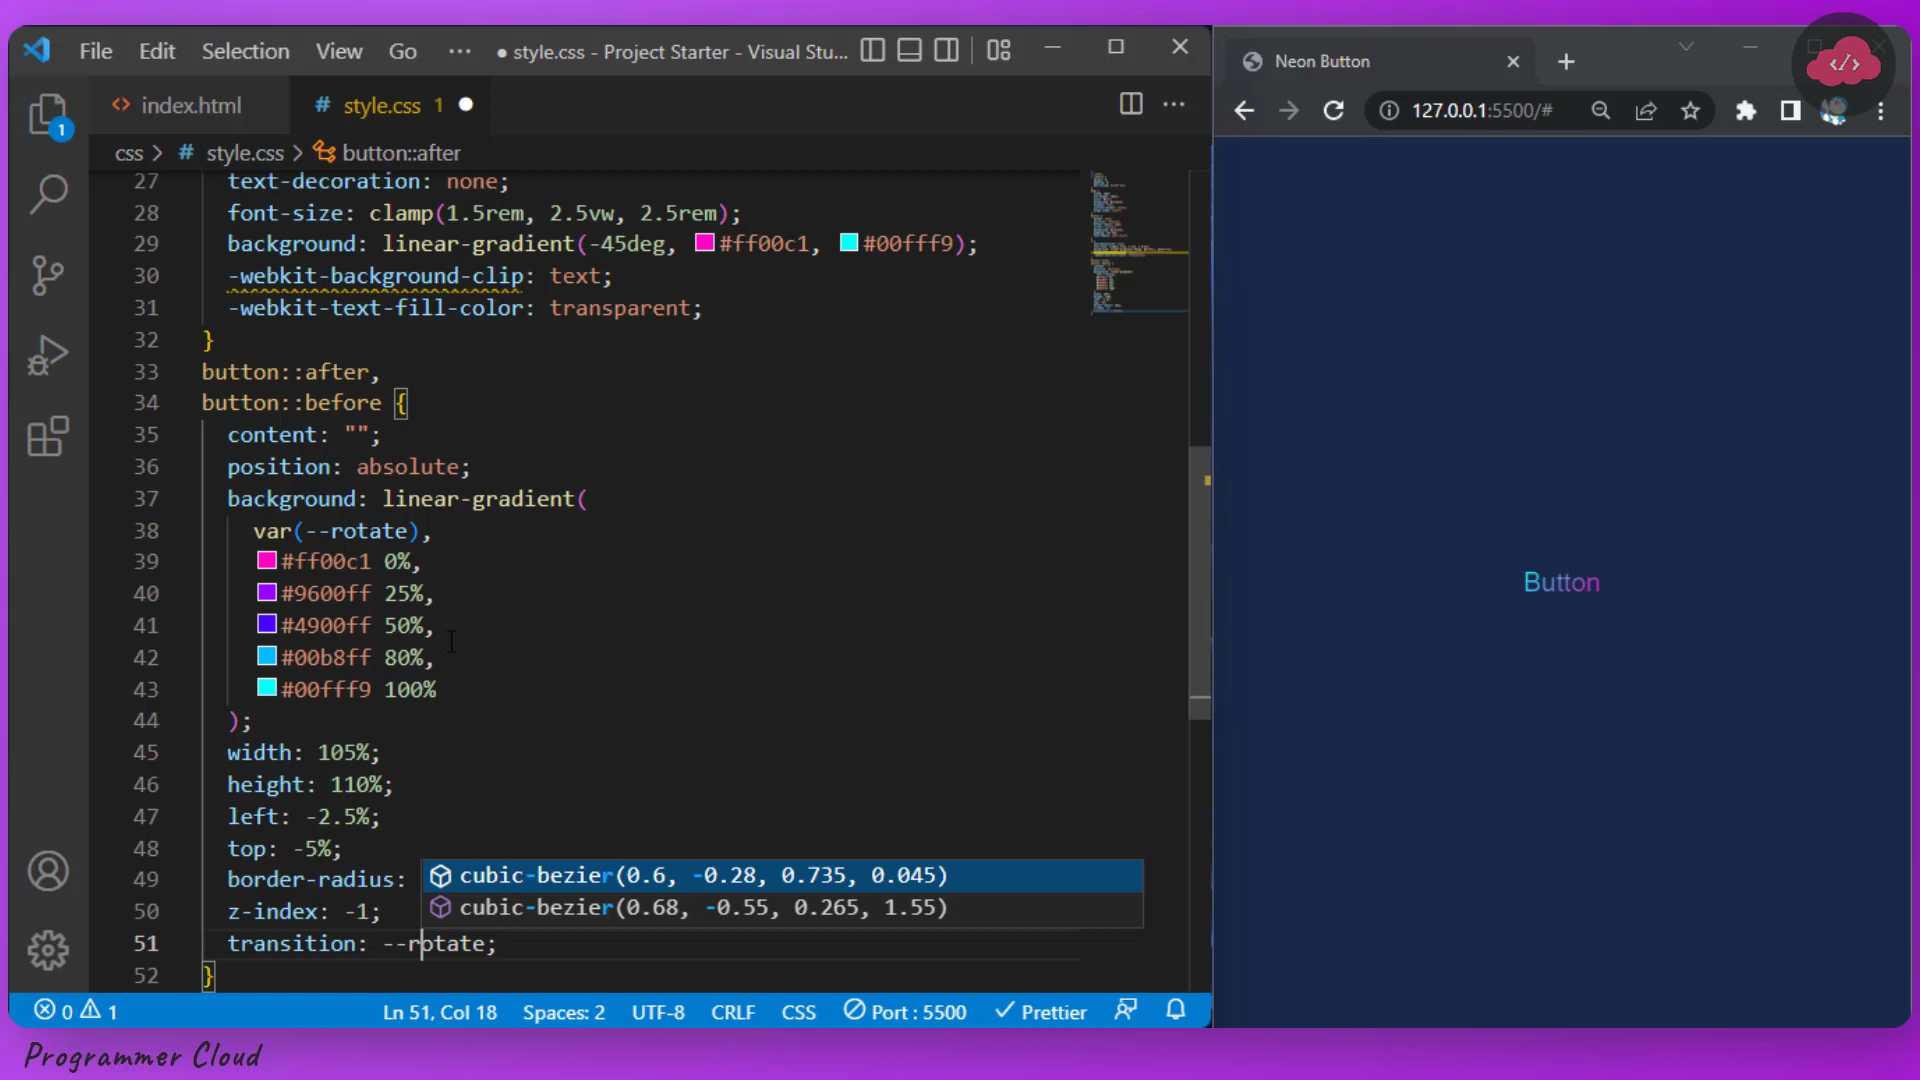 File Edit Selection View Go ··· ● style.css - Project Starter - Visual Stu...
index.html # style.css 1
css > # style.css > button::after
27 text-decoration: none;
28 font-size: clamp(1.5rem, 2.5vw, 2.5rem);
29 background: linear-gradient(-45deg, #ff00c1, #00fff9);
30 -webkit-background-clip: text;
31 -webkit-text-fill-color: transparent;
32 }
33 button::after,
34 button::before {
35 content: "";
36 position: absolute;
37 background: linear-gradient(
38 var(--rotate),
39 #ff00c1 0%,
40 #9600ff 25%,
41 #4900ff 50%,
42 #00b8ff 80%,
43 #00fff9 100%
44 );
45 width: 105%;
46 height: 110%;
47 left: -2.5%;
48 top: -5%;
49 border-radius:
cubic-bezier(0.6, -0.28, 0.735, 0.045)
50 z-index: -1;
cubic-bezier(0.68, -0.55, 0.265, 1.55)
51 transition: --rotate;
52 }
1
0 1 Ln 51, Col 18 Spaces: 2 UTF-8 CRLF CSS Port : 5500 Prettier
Neon Button
127.0.0.1:5500/#
</>
Button
Programmer Cloud